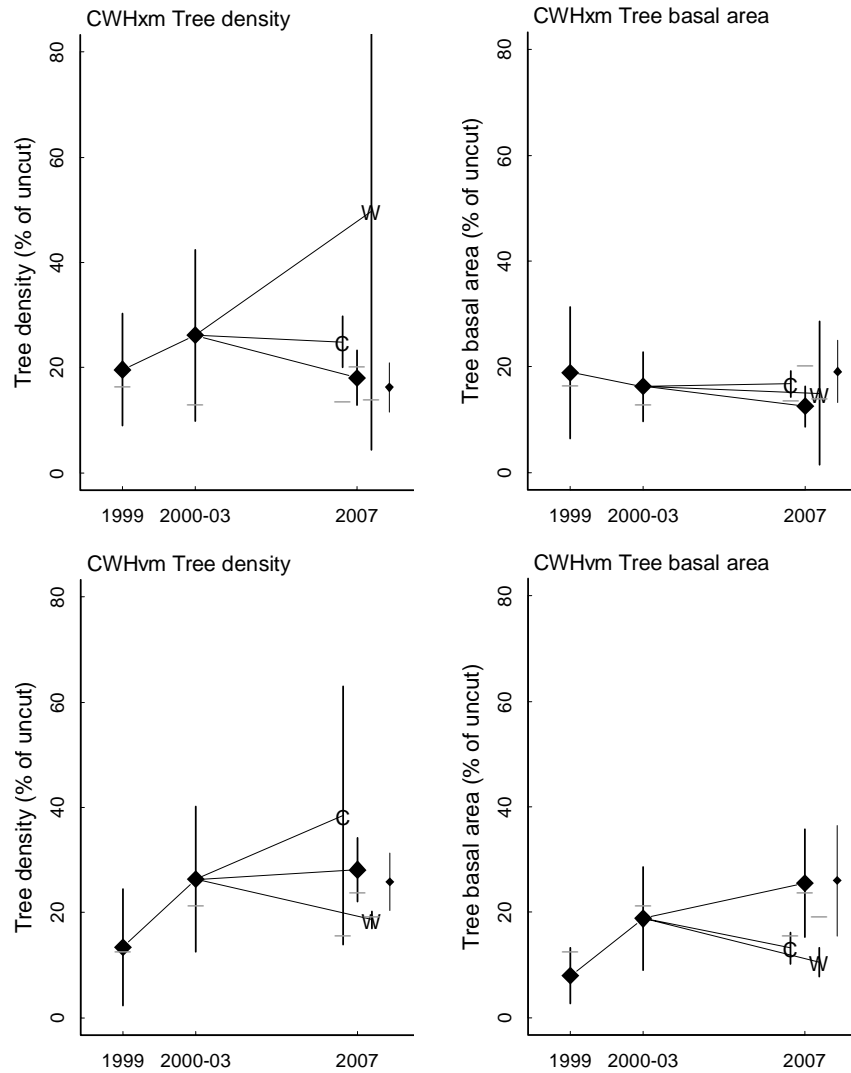 CWHxm Tree density
Tree density (% of uncut)
80
60
40
20
0
W
C
1999 2000-03 2007
CWHxm Tree basal area
Tree basal area (% of uncut)
80
60
40
20
0
C
W
1999 2000-03 2007
CWHvm Tree density
Tree density (% of uncut)
80
60
40
20
0
C
W
1999 2000-03 2007
CWHvm Tree basal area
Tree basal area (% of uncut)
80
60
40
20
0
C
W
1999 2000-03 2007